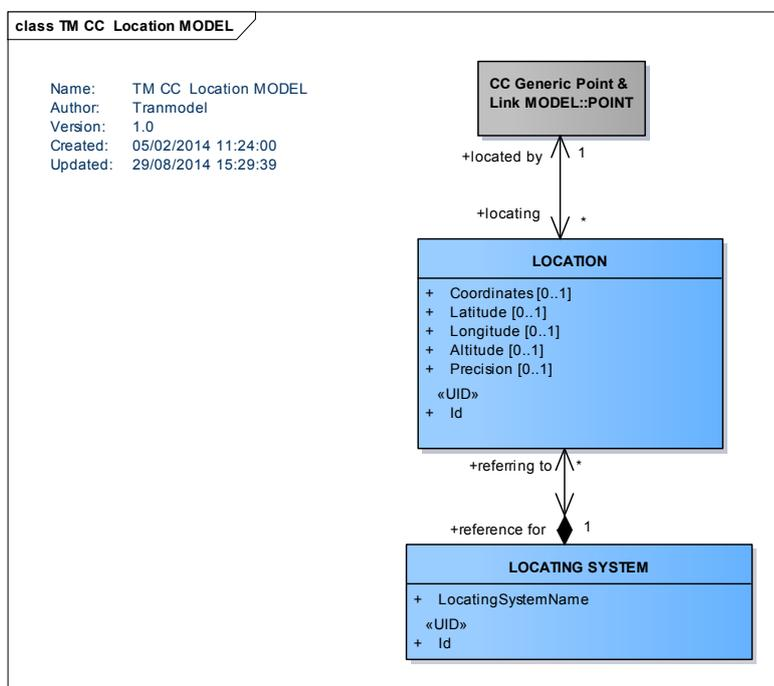 class TM CC Location MODEL
Name: TM CC Location MODEL
Author: Tranmodel
Version: 1.0
Created: 05/02/2014 11:24:00
Updated: 29/08/2014 15:29:39
CC Generic Point &
Link MODEL::POINT
+located by 1
+locating *
LOCATION
+ Coordinates [0..1]
+ Latitude [0..1]
+ Longitude [0..1]
+ Altitude [0..1]
+ Precision [0..1]
«UID»
+ Id
+referring to *
+reference for 1
LOCATING SYSTEM
+ LocatingSystemName
«UID»
+ Id